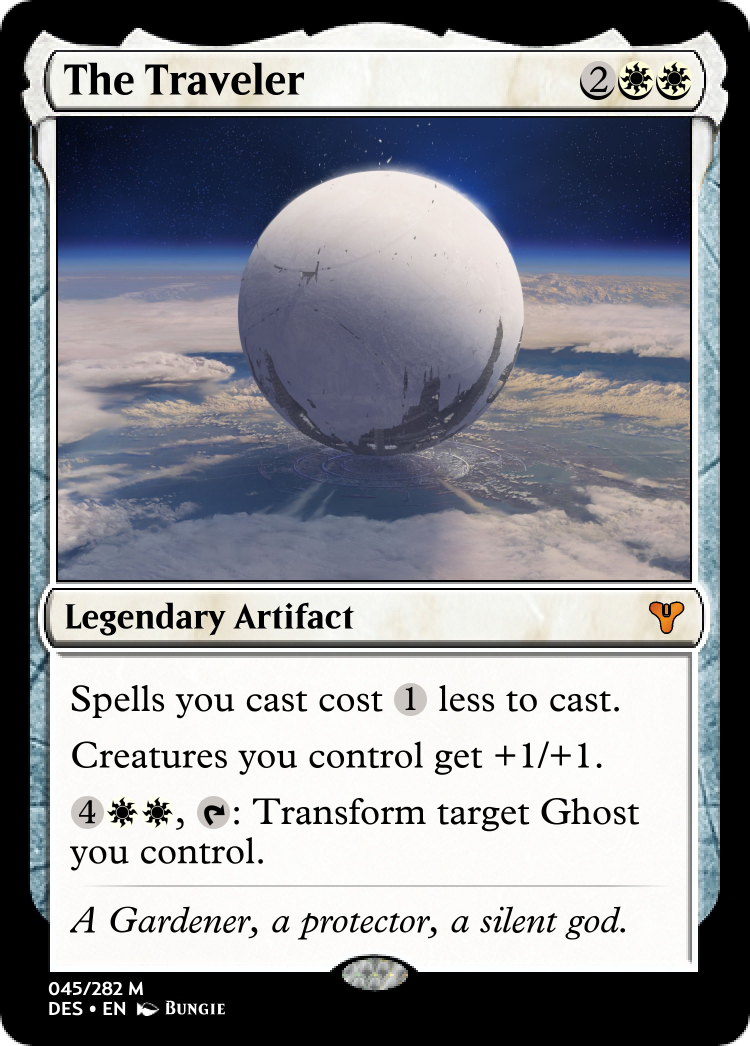 The Traveler 2
Legendary Artifact
Spells you cast cost 1 less to cast.
Creatures you control get +1/+1.
4, : Transform target Ghost
you control.
A Gardener, a protector, a silent god.
045/282 M
DES • EN Bungie